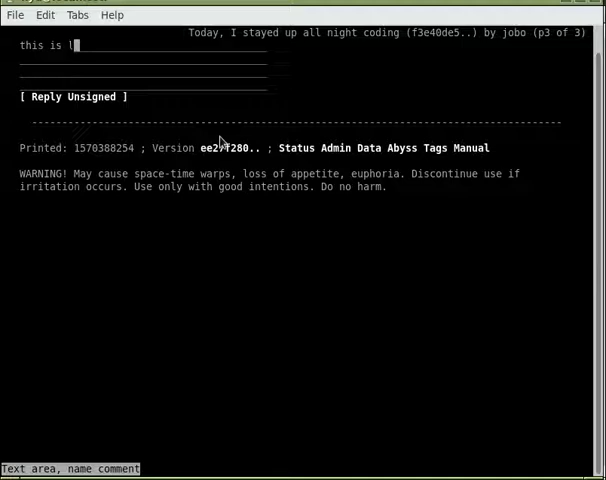 File Edit Tabs Help
Today, I stayed up all night coding (f3e40de5..) by jobo (p3 of 3)
this is l
[ Reply Unsigned ]
Printed: 1570388254 ; Version ; Status Admin Data Abyss Tags Manual
WARNING! May cause space-time warps, loss of appetite, euphoria. Discontinue use if
irritation occurs. Use only with good intentions. Do no harm.
Text area, name comment